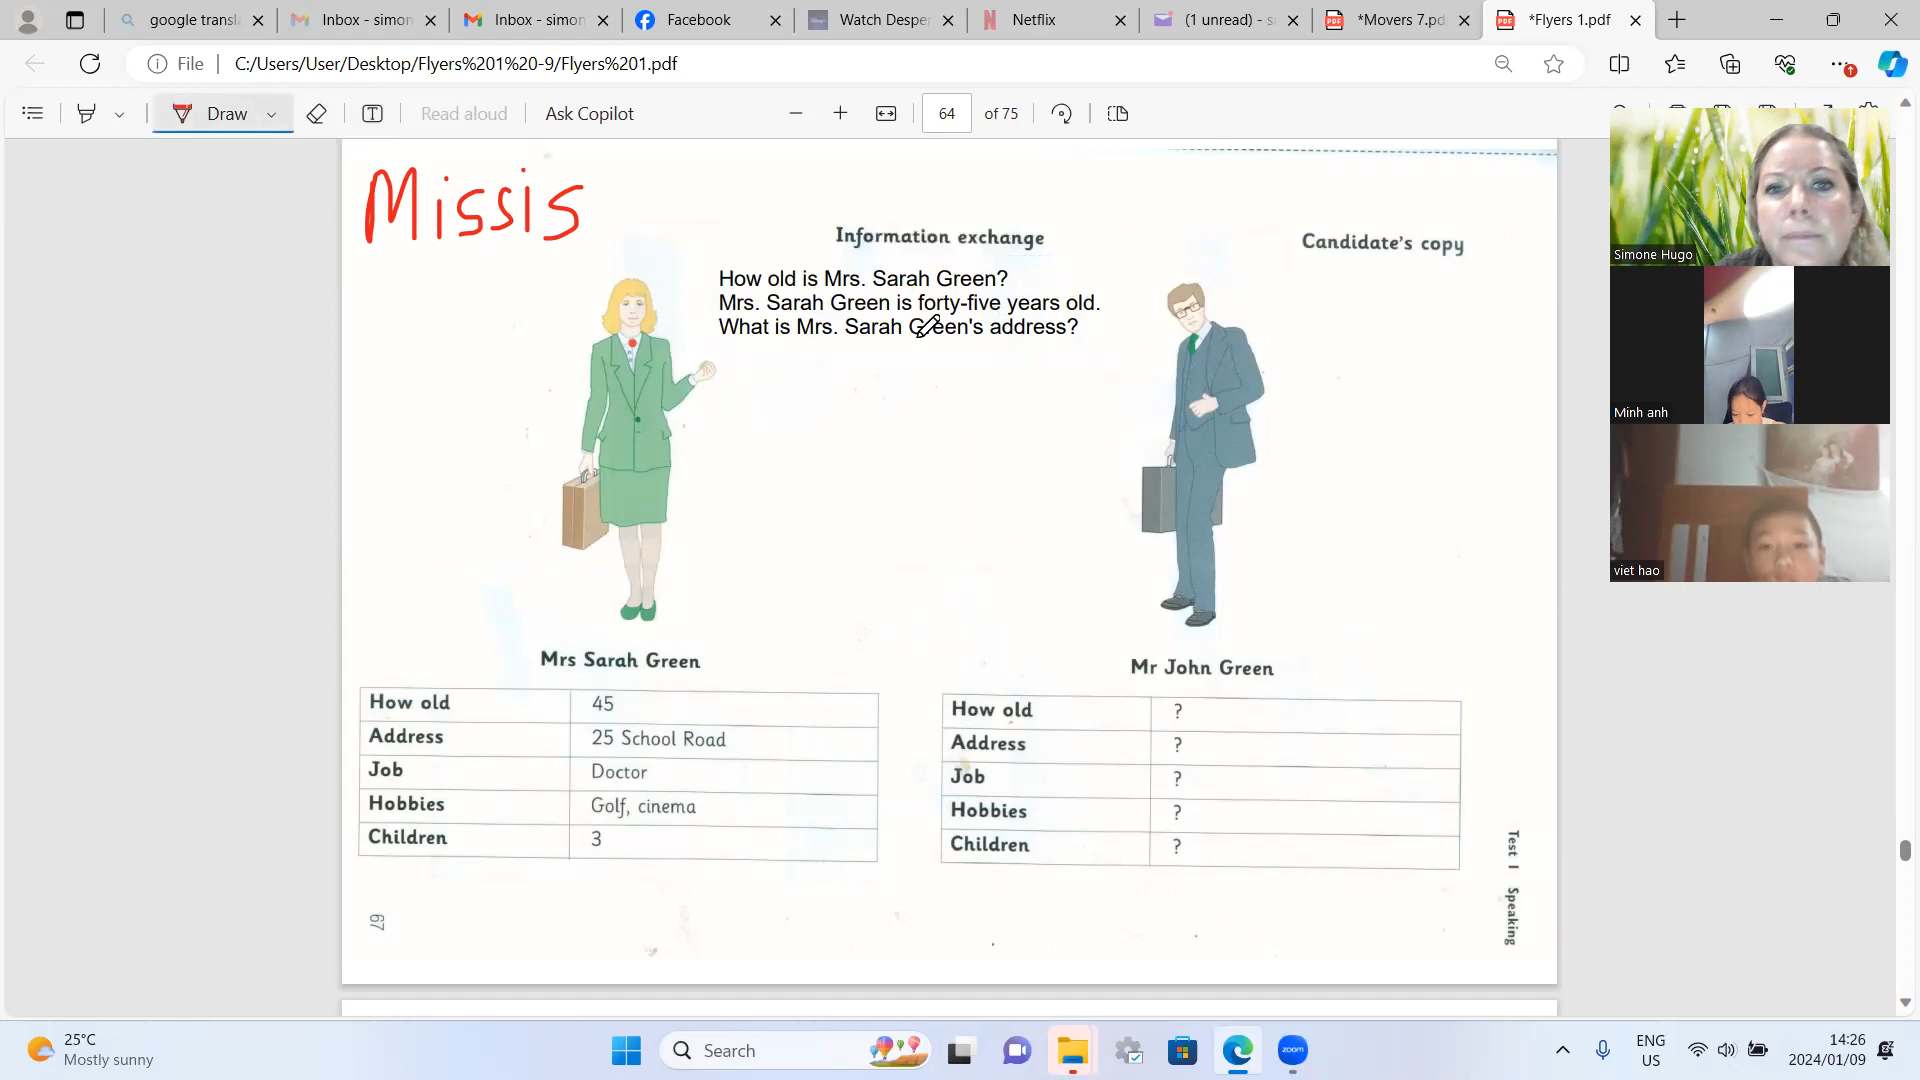 google transl
Inbox - simon
Inbox - simon
Facebook
Watch Desper
Netflix
(1 unread) - s
*Movers 7.pd
*Flyers 1.pdf
File
C:/Users/User/Desktop/Flyers%201%20-9/Flyers%201.pdf
Draw
Read aloud
Ask Copilot
64 of 75
Missis
Information exchange
Candidate's copy
How old is Mrs. Sarah Green?
Mrs. Sarah Green is forty-five years old.
What is Mrs. Sarah Green's address?
Mrs Sarah Green
How old 45
Address 25 School Road
Job Doctor
Hobbies Golf, cinema
Children 3
Mr John Green
How old ?
Address ?
Job ?
Hobbies ?
Children ?
67
Test 1 Speaking
Simone Hugo
Minh anh
viet hao
25°C
Mostly sunny
Search
zoom
ENG
US
14:26
2024/01/09